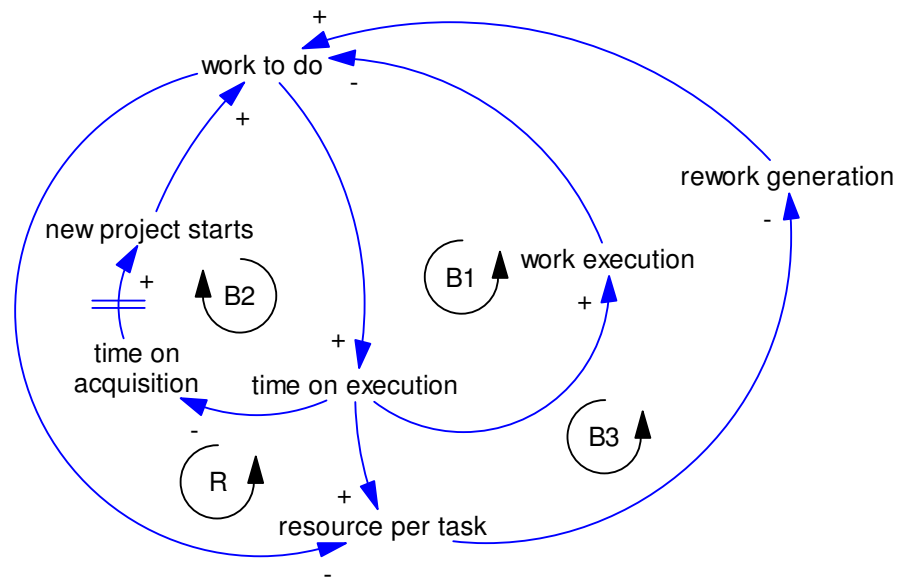 +
work to do
-
+
rework generation
-
new project starts
work execution
+
B2
B1
+
+
time on
acquisition
time on execution
-
B3
R
+
resource per task
-